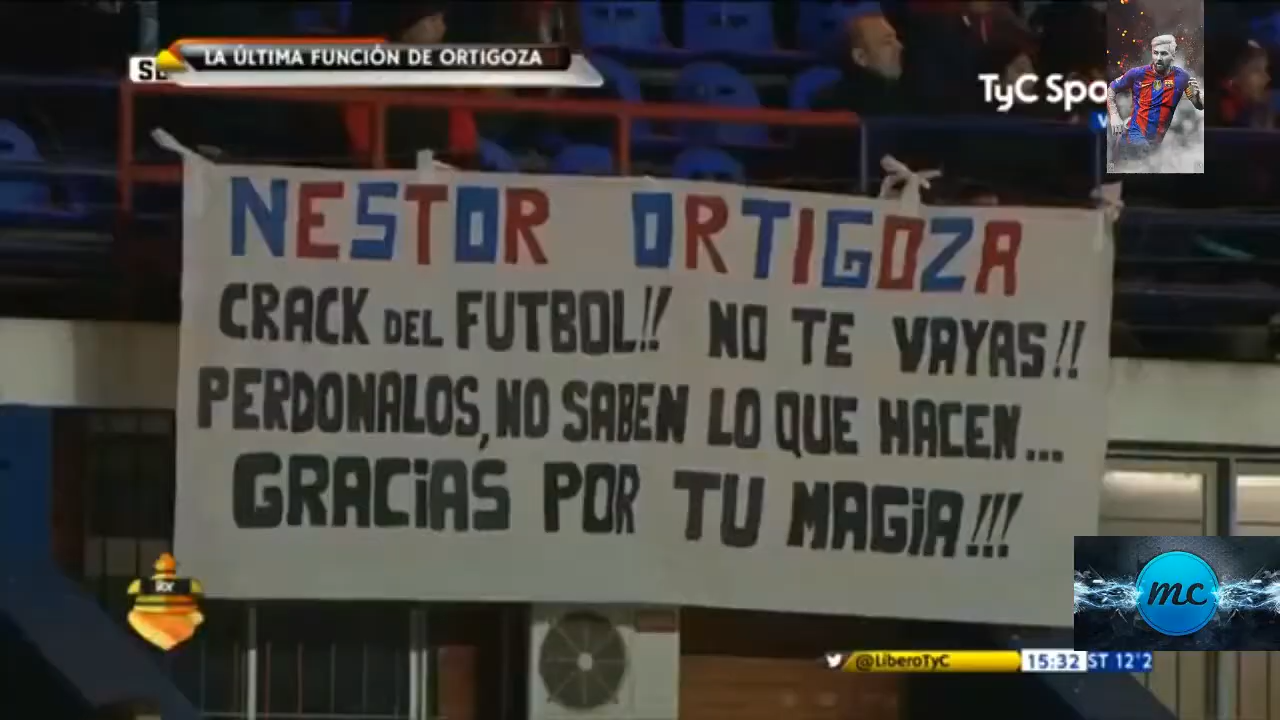 LA ÚLTIMA FUNCIÓN DE ORTIGOZA
TyC Spo
NESTOR ORTIGOZA
CRACK DEL FUTBOL!! NO TE VAYAS!!
PERDONALOS, NO SABEN LO QUE HACEN...
GRACiAS POR TU MAGiA!!!
mc
@LiberoTyC 15:32 ST 12°2